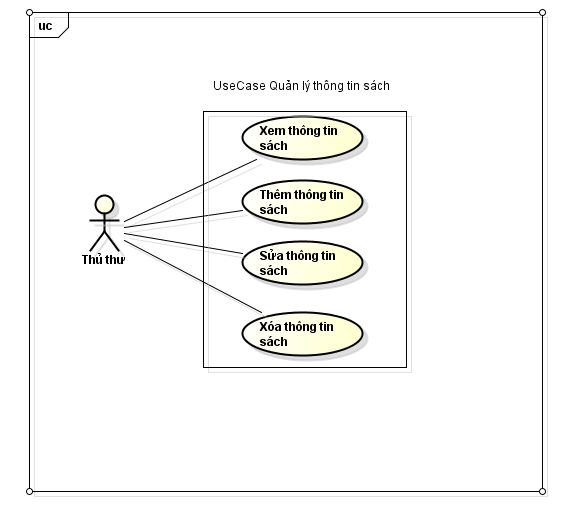 uc
UseCase Quản lý thông tin sách
Xem thông tin
sách
Thêm thông tin
sách
Sửa thông tin
sách
Xóa thông tin
sách
Thủ thư